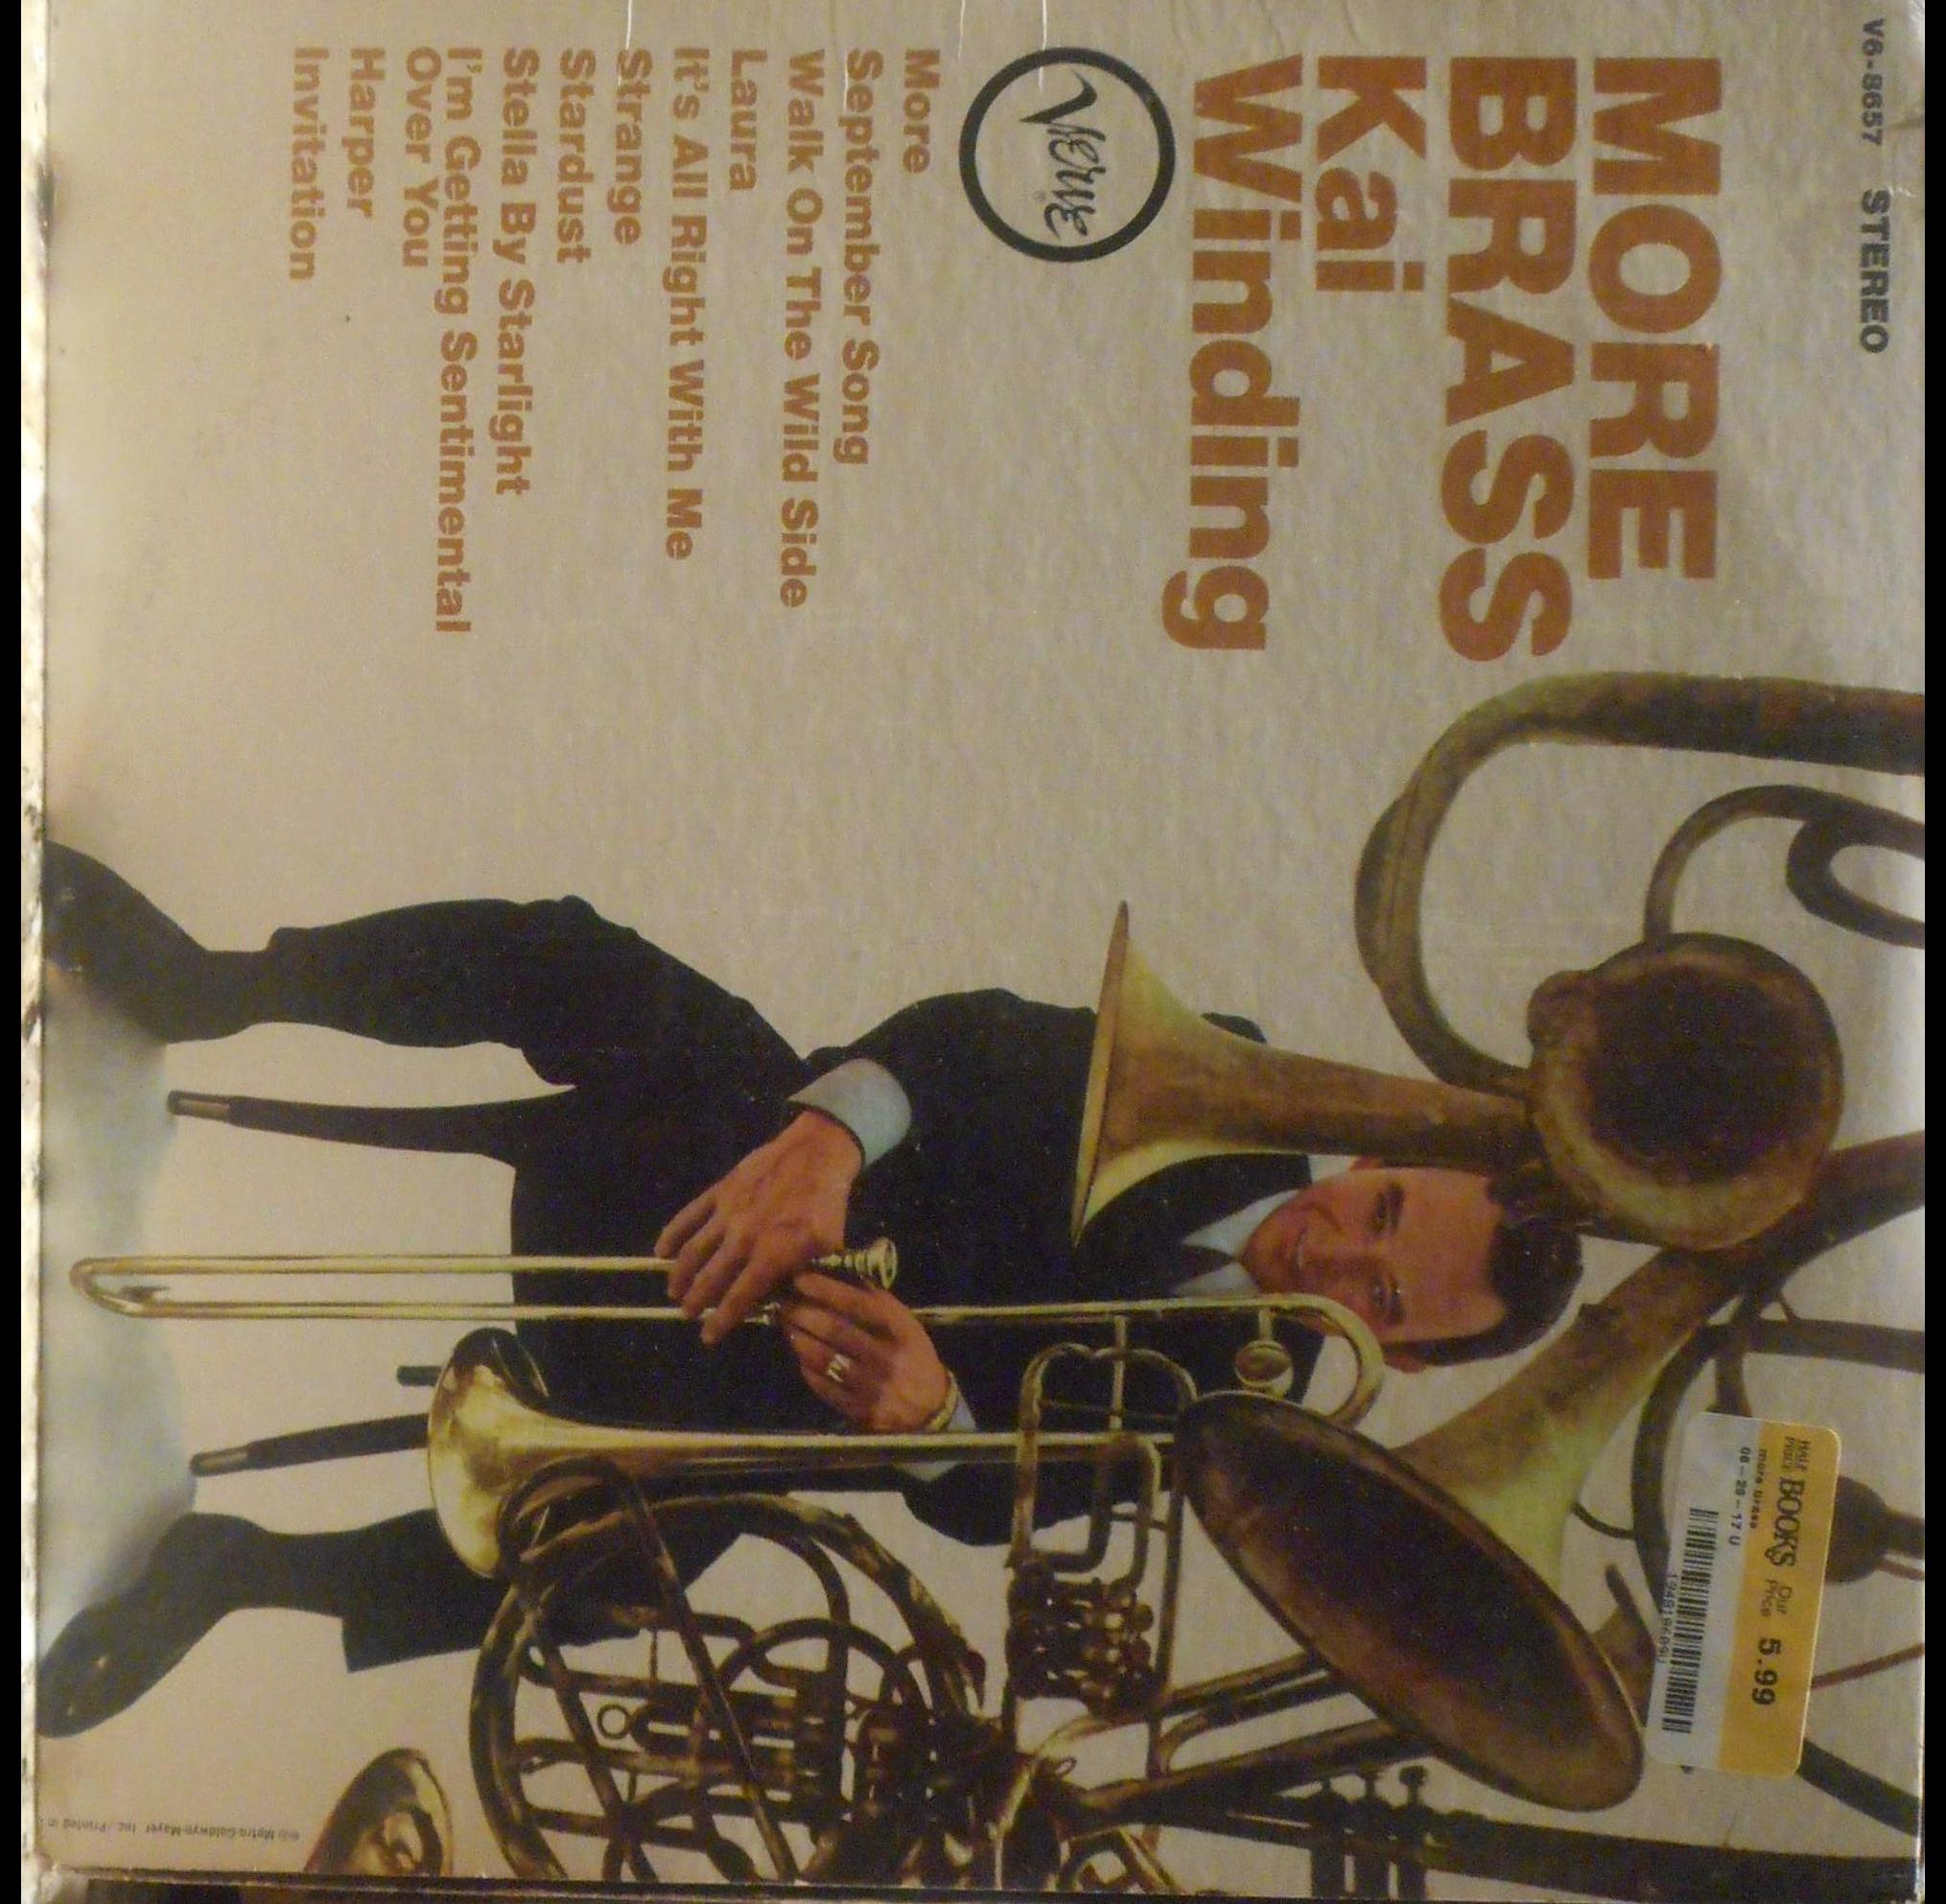 V6-8657 STEREO
MORE
BRASS
Kai
Winding
Verve
More
September Song
Walk On The Wild Side
Laura
It's All Right With Me
Strange
Stardust
Stella By Starlight
I'm Getting Sentimental
Over You
Harper
Invitation
HALF PRICE BOOKS Our Price 5.99
more brass
06-20-17 U
Metro-Goldwyn-Mayer Inc./Printed in